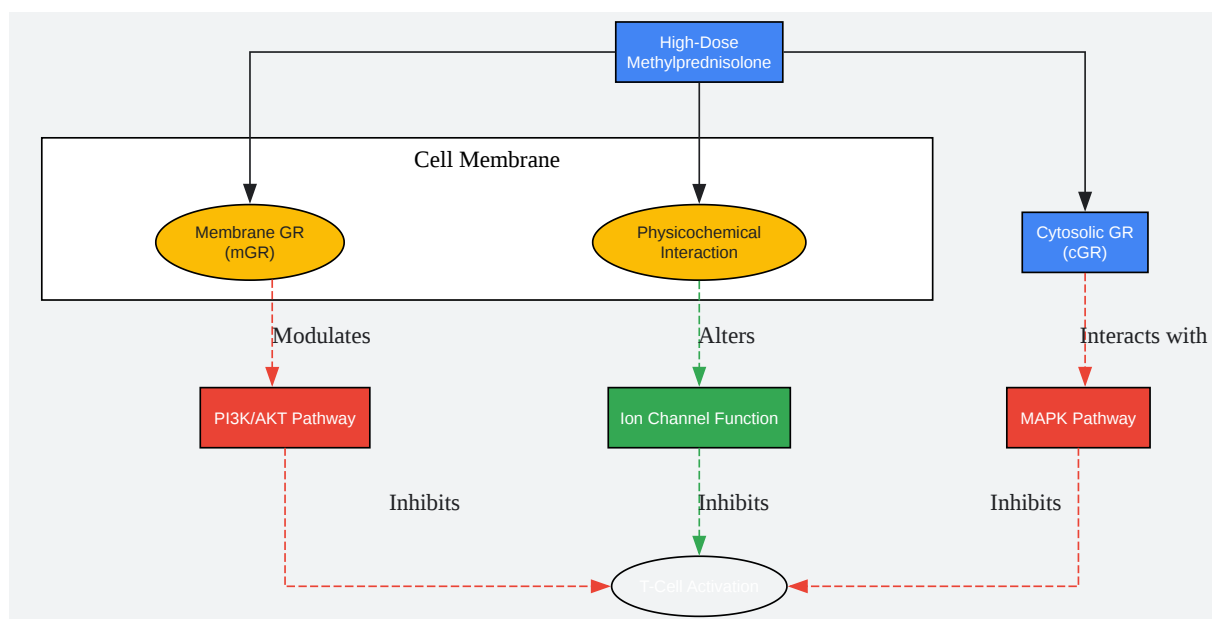 High-Dose
Methylprednisolone
Cell Membrane
Membrane GR
(mGR)
Physicochemical
Interaction
Cytosolic GR
(cGR)
Modulates
Alters
Interacts with
PI3K/AKT Pathway
Ion Channel Function
MAPK Pathway
Inhibits
Inhibits
Inhibits
T-Cell Activation